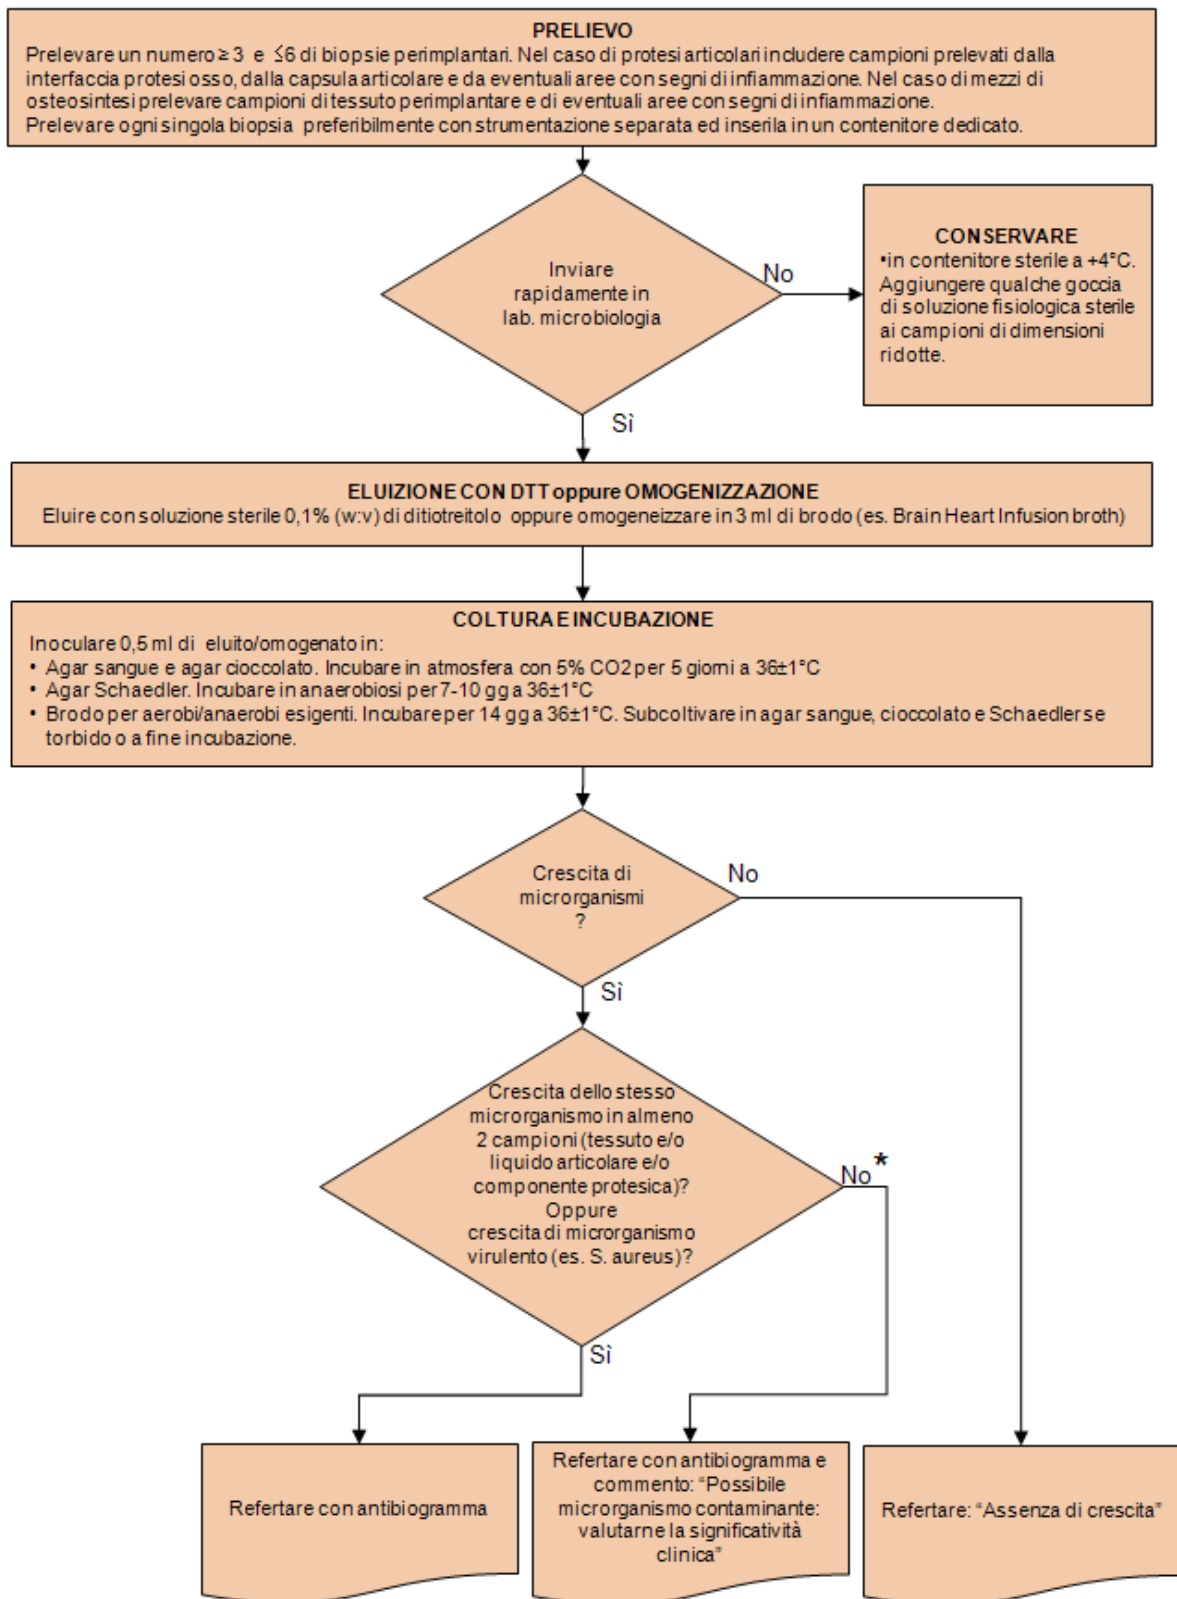 PRELIEVO
Prelevare un numero ≥ 3 e ≤6 di biopsie perimplantari. Nel caso di protesi articolari includere campioni prelevati dalla
interfaccia protesi osso, dalla capsula articolare e da eventuali aree con segni di infiammazione. Nel caso di mezzi di
osteosintesi prelevare campioni di tessuto perimplantare e di eventuali aree con segni di infiammazione.
Prelevare ogni singola biopsia preferibilmente con strumentazione separata ed inserila in un contenitore dedicato.
Inviare
rapidamente in
lab. microbiologia
No
CONSERVARE
•in contenitore sterile a +4°C.
Aggiungere qualche goccia
di soluzione fisiologica sterile
ai campioni di dimensioni
ridotte.
Sì
ELUIZIONE CON DTT oppure OMOGENIZZAZIONE
Eluire con soluzione sterile 0,1% (w:v) di ditiotreitolo oppure omogeneizzare in 3 ml di brodo (es. Brain Heart Infusion broth)
COLTURA E INCUBAZIONE
Inoculare 0,5 ml di eluito/omogenato in:
• Agar sangue e agar cioccolato. Incubare in atmosfera con 5% CO2 per 5 giorni a 36±1°C
• Agar Schaedler. Incubare in anaerobiosi per 7-10 gg a 36±1°C
• Brodo per aerobi/anaerobi esigenti. Incubare per 14 gg a 36±1°C. Subcoltivare in agar sangue, cioccolato e Schaedler se
torbido o a fine incubazione.
Crescita di
microrganismi
?
No
Sì
Crescita dello stesso
microrganismo in almeno
2 campioni (tessuto e/o
liquido articolare e/o
componente protesica)?
Oppure
crescita di microrganismo
virulento (es. S. aureus)?
No *
Sì
Refertare con antibiogramma
Refertare con antibiogramma e
commento: “Possibile
microrganismo contaminante:
valutarne la significatività
clinica”
Refertare: “Assenza di crescita”